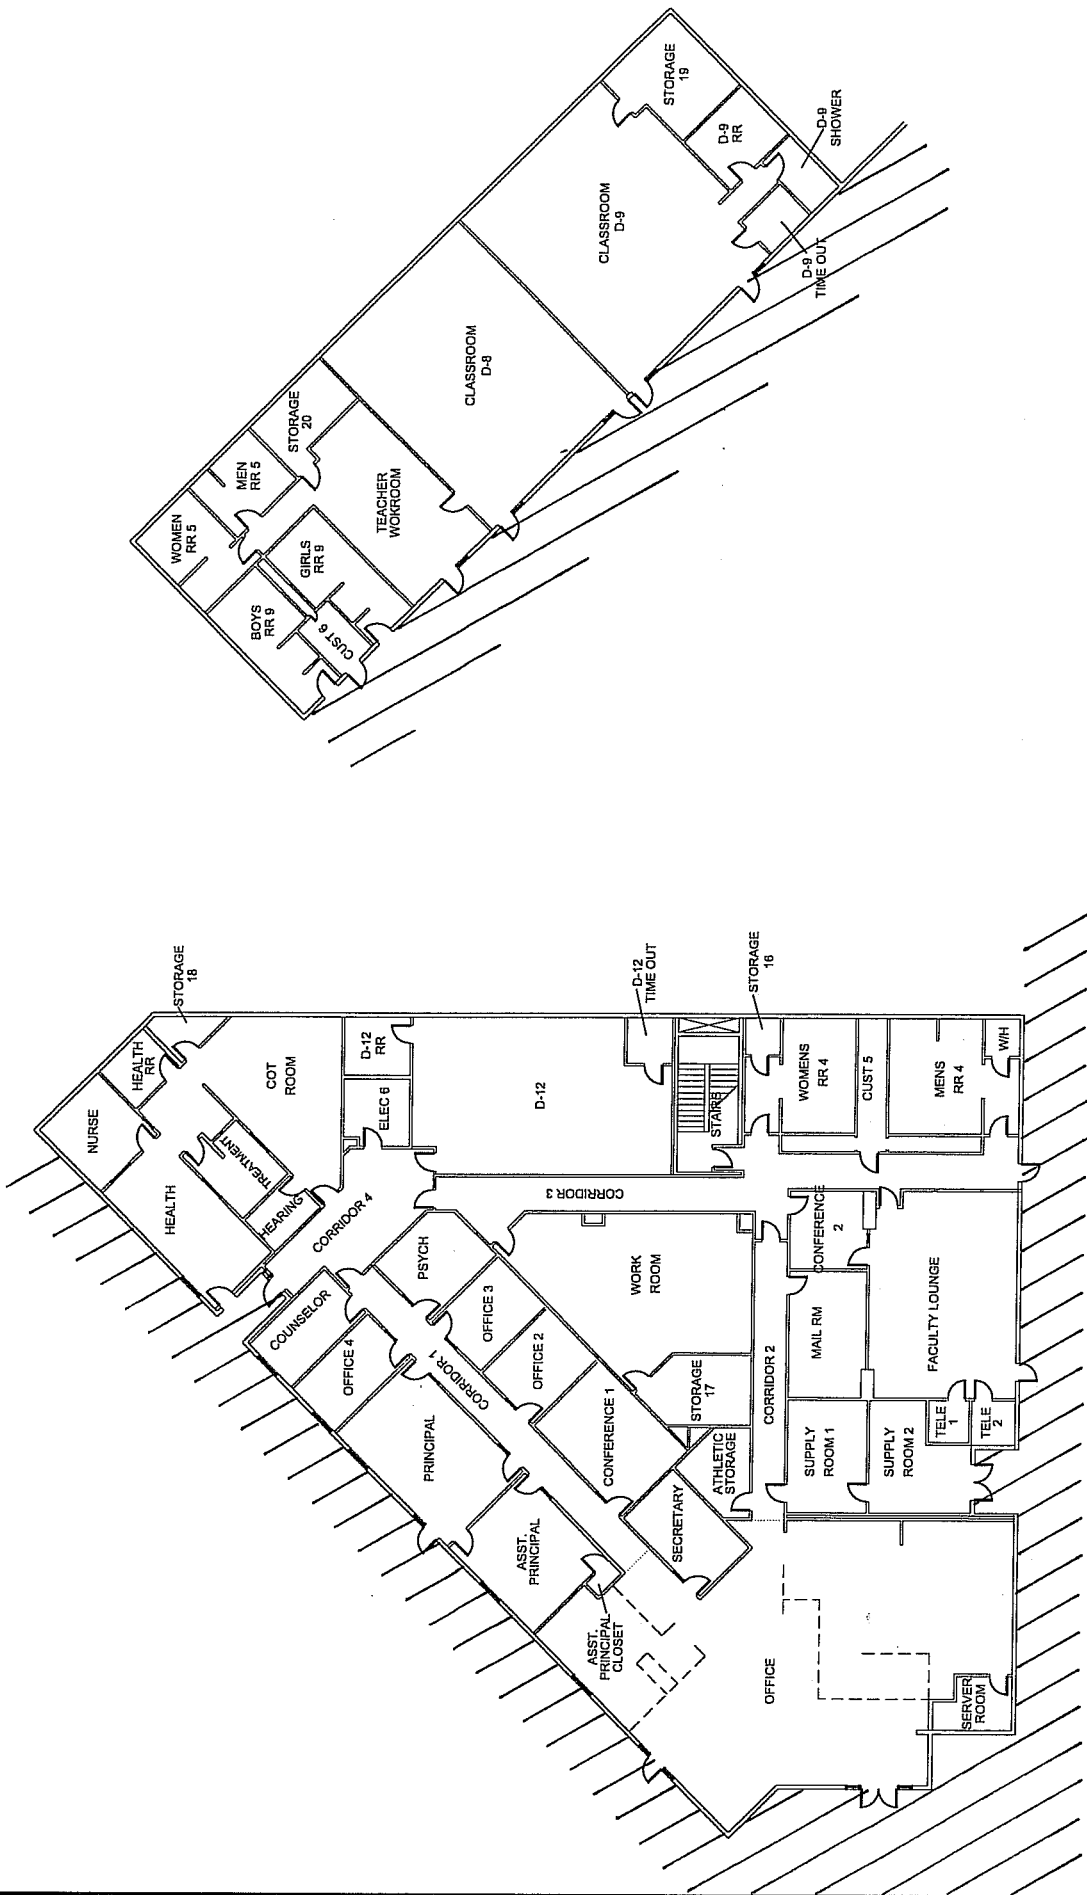 STORAGE
19
D-9
RR
D-9
SHOWER
CLASSROOM
D-9
D-9
TIME OUT
CLASSROOM
D-8
STORAGE
20
MEN
RR 5
WOMEN
RR 5
TEACHER
WOKROOM
GIRLS
RR 9
BOYS
RR 9
CUST 6
STORAGE
18
HEALTH
RR
NURSE
COT
ROOM
D-12
RR
ELEC 6
TREATMENT
HEARING
HEALTH
CORRIDOR 4
D-12
D-12
TIME OUT
STAIRS
STORAGE
16
WOMENS
RR 4
CUST 5
MENS
RR 4
W/H
CORRIDOR 3
PSYCH
COUNSELOR
OFFICE 4
OFFICE 3
OFFICE 2
CORRIDOR 1
WORK
ROOM
CONFERENCE
2
MAIL RM
FACULTY LOUNGE
PRINCIPAL
CONFERENCE 1
STORAGE
17
CORRIDOR 2
SUPPLY
ROOM 1
SUPPLY
ROOM 2
TELE
1
TELE
2
ATHLETIC
STORAGE
SECRETARY
ASST.
PRINCIPAL
ASST.
PRINCIPAL
CLOSET
OFFICE
SERVER
ROOM